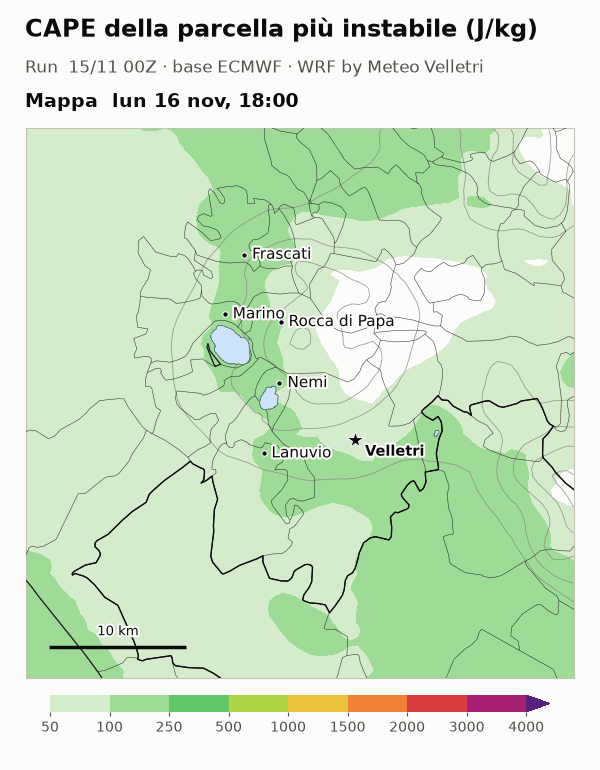 CAPE della parcella più instabile (J/kg)
Run  15/11 00Z · base ECMWF · WRF by Meteo Velletri
Mappa  lun 16 nov, 18:00
Frascati
Marino
Rocca di Papa
Nemi
Velletri
Lanuvio
10 km
50 100 250 500 1000 1500 2000 3000 4000